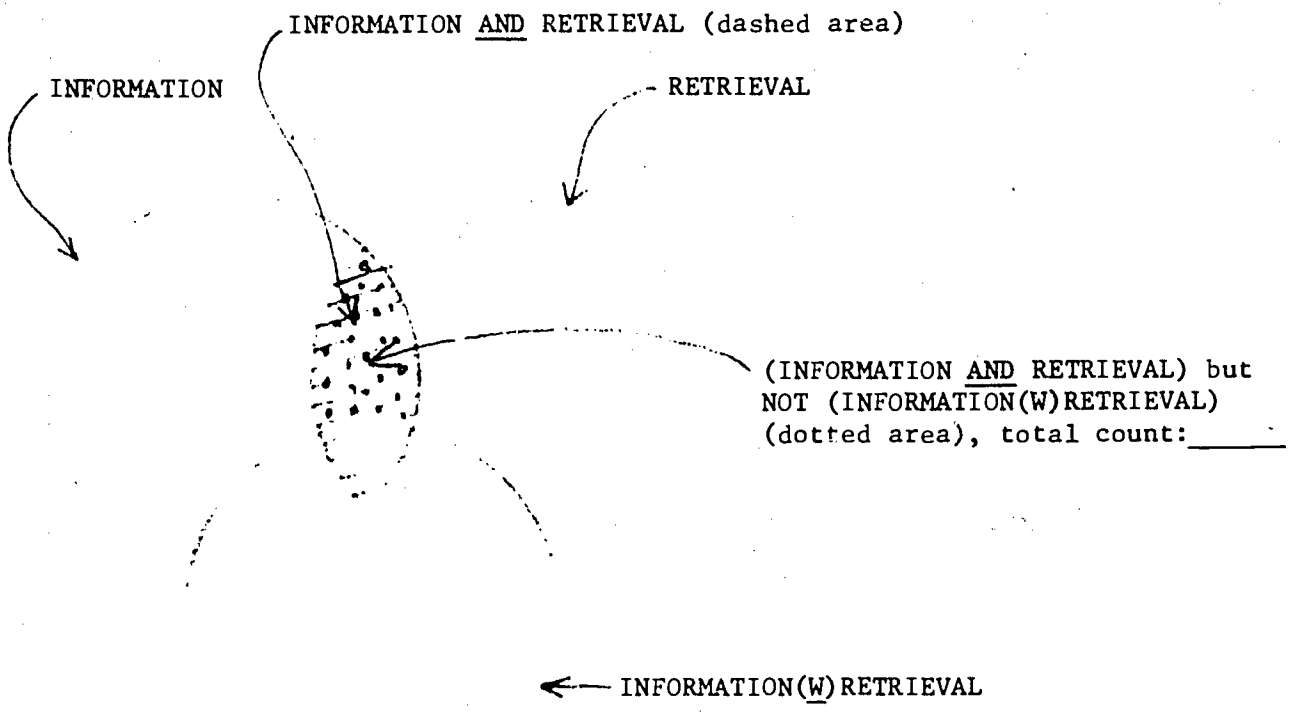 INFORMATION AND RETRIEVAL (dashed area)
INFORMATION
RETRIEVAL
(INFORMATION AND RETRIEVAL) but
NOT (INFORMATION(W)RETRIEVAL)
(dotted area), total count:______
INFORMATION(W)RETRIEVAL